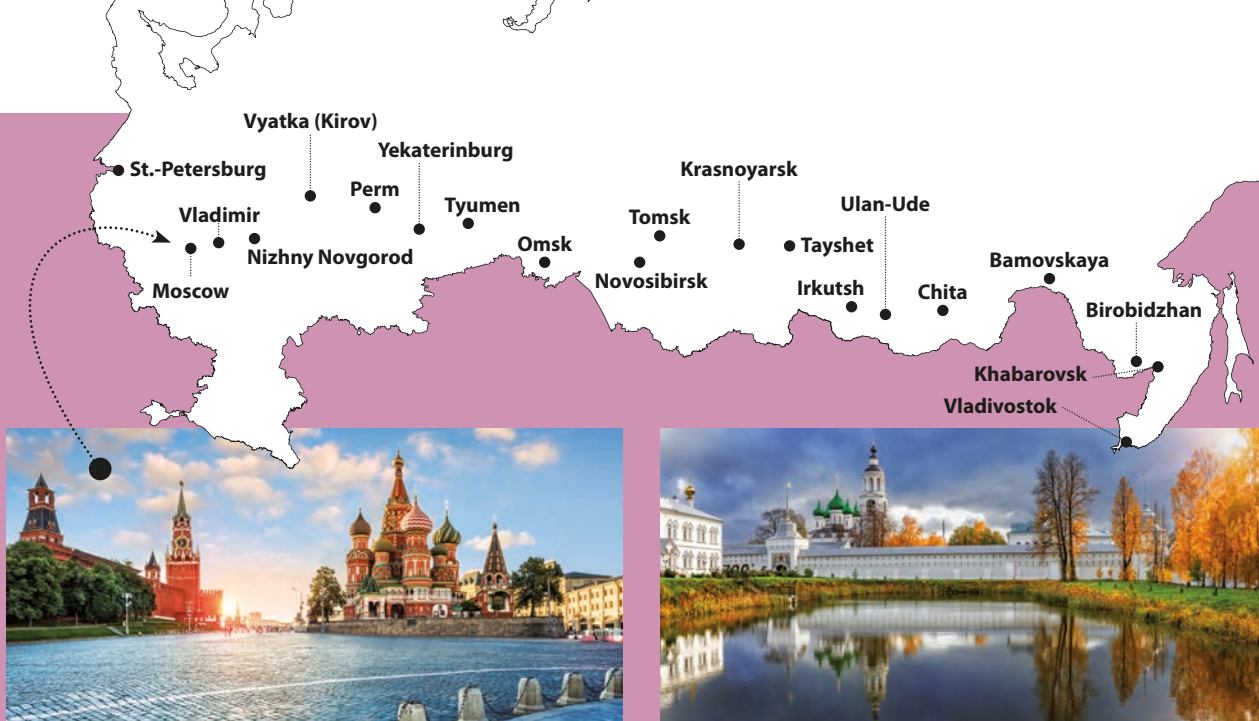 Vyatka (Kirov)
Yekaterinburg
St.-Petersburg
Krasnoyarsk
Perm
Ulan-Ude
Tyumen
Vladimir
Tomsk
Omsk
Tayshet
Nizhny Novgorod
Bamovskaya
Novosibirsk
Irkutsh
Chita
Moscow
Birobidzhan
Khabarovsk
Vladivostok